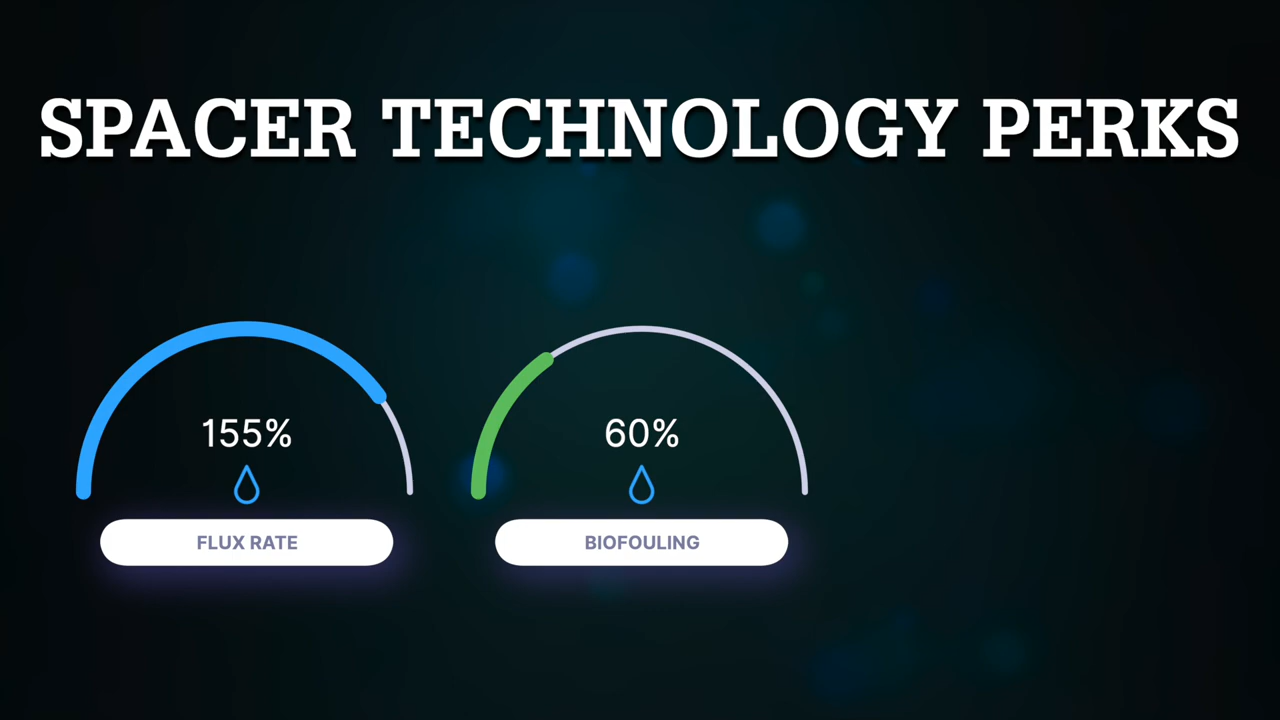 SPACER TECHNOLOGY PERKS
155%
60%
FLUX RATE
BIOFOULING